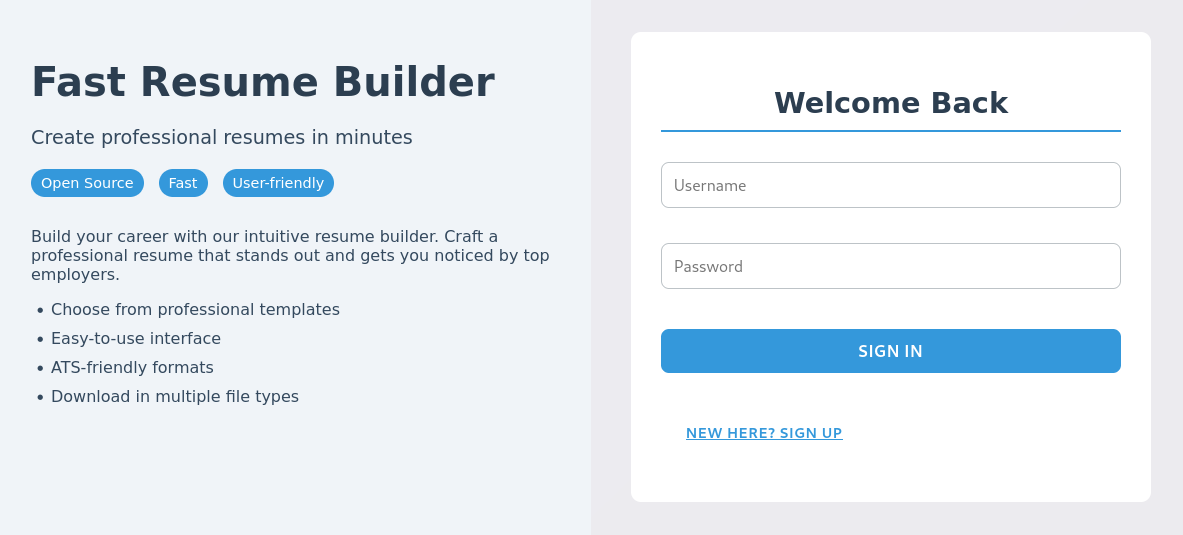 Fast Resume Builder
Create professional resumes in minutes
Open Source Fast User-friendly
Build your career with our intuitive resume builder. Craft a
professional resume that stands out and gets you noticed by top
employers.
• Choose from professional templates
• Easy-to-use interface
• ATS-friendly formats
• Download in multiple file types
Welcome Back
Username
Password
SIGN IN
NEW HERE? SIGN UP